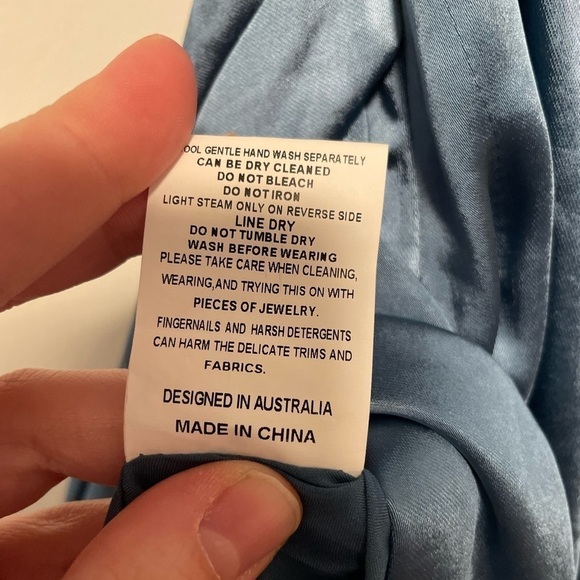 OOL GENTLE HAND WASH SEPARATELY
CAN BE DRY CLEANED
DO NOT BLEACH
DO NOT IRON
LIGHT STEAM ONLY ON REVERSE SIDE
LINE DRY
DO NOT TUMBLE DRY
WASH BEFORE WEARING
PLEASE TAKE CARE WHEN CLEANING,
WEARING,AND TRYING THIS ON WITH
PIECES OF JEWELRY.
FINGERNAILS AND HARSH DETERGENTS
CAN HARM THE DELICATE TRIMS AND
FABRICS.
DESIGNED IN AUSTRALIA
MADE IN CHINA